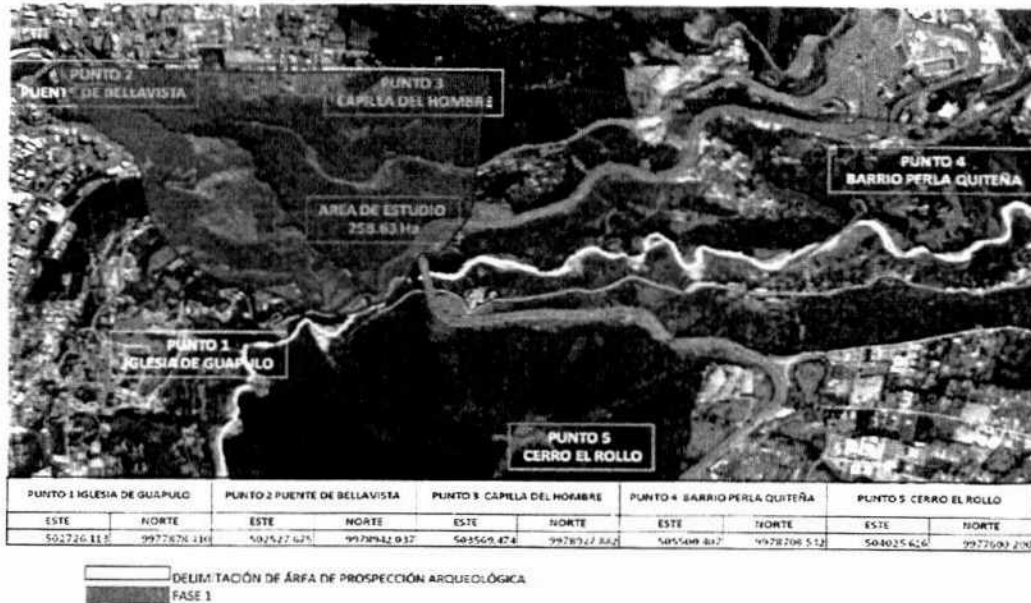 PUNTO 2
PUENTE DE BELLAVISTA
PUNTO 3
CAPILLA DEL HOMBRE
PUNTO 4
BARRIO PERLA QUITEÑA
AREA DE ESTUDIO
258.63 Ha
PUNTO 1
IGLESIA DE GUAPULO
PUNTO 5
CERRO EL ROLLO
PUNTO 1 IGLESIA DE GUAPULO PUNTO 2 PUENTE DE BELLAVISTA PUNTO 3 CAPILLA DEL HOMBRE PUNTO 4 BARRIO PERLA QUITEÑA PUNTO 5 CERRO EL ROLLO
ESTE NORTE ESTE NORTE ESTE NORTE ESTE NORTE ESTE NORTE
502726.113 502527.675 9978942.037 503569.474
DELIMITACIÓN DE ÁREA DE PROSPECCIÓN ARQUEOLÓGICA
FASE 1